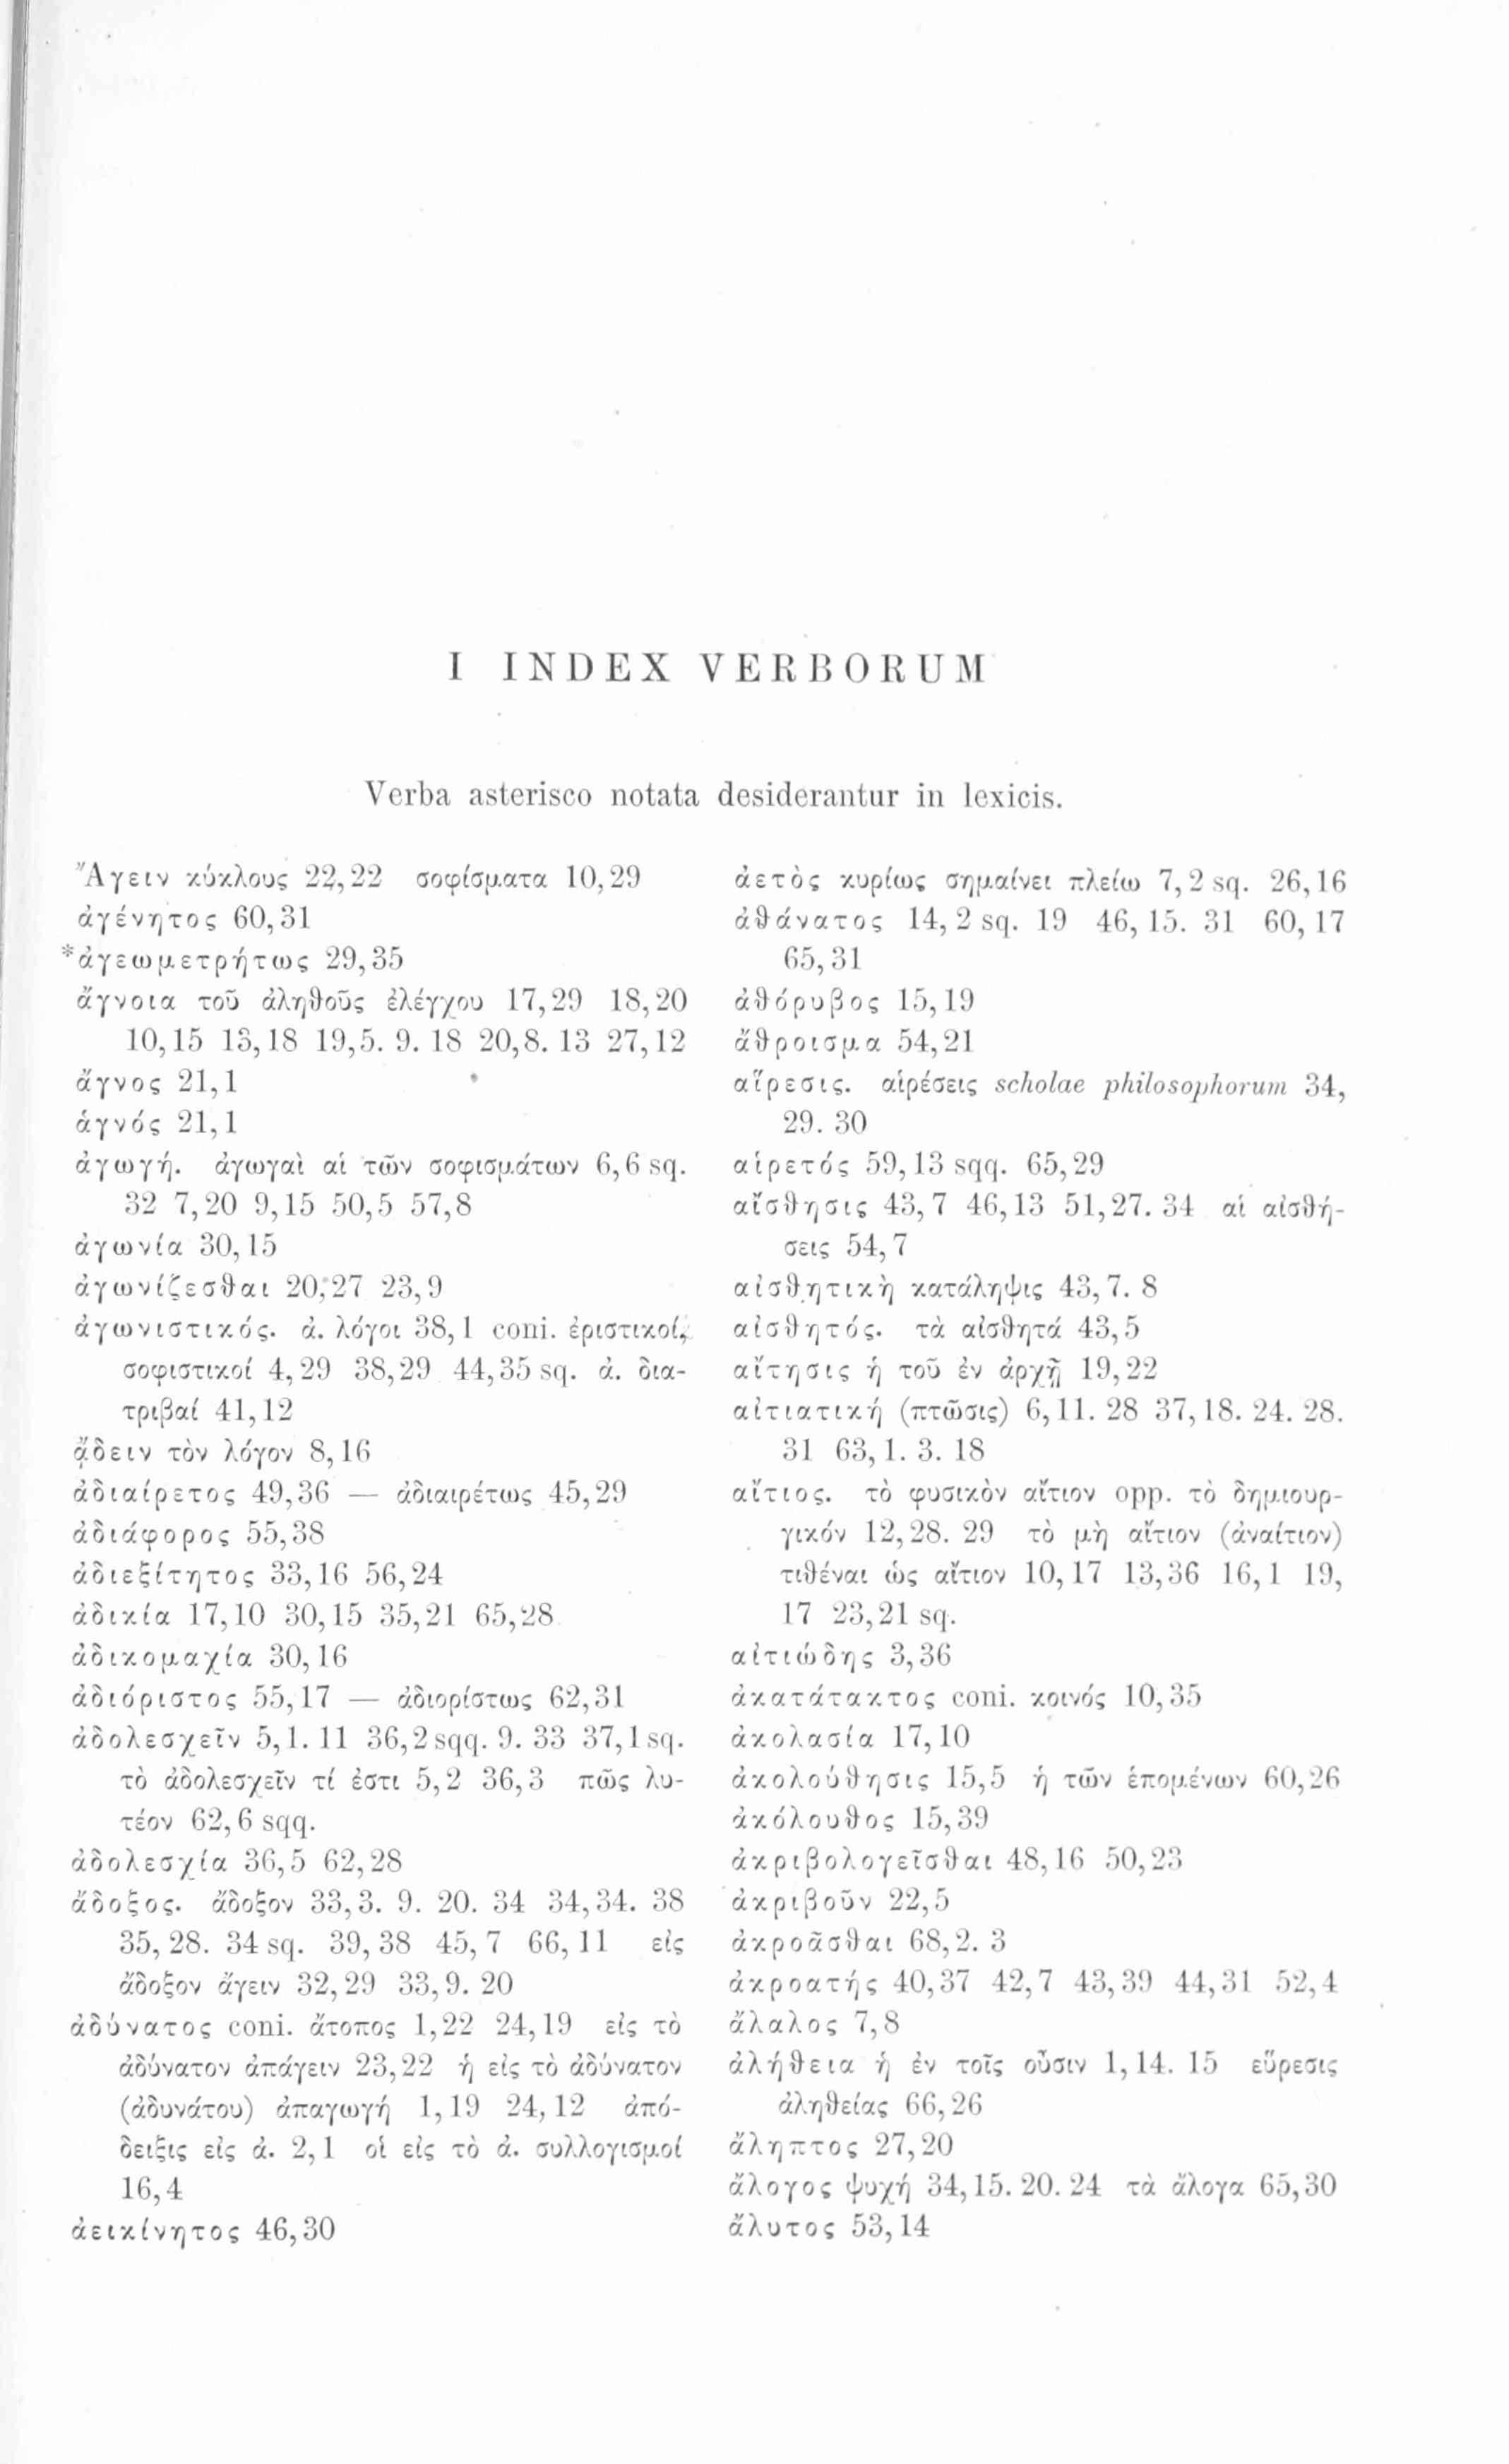 I INDEX VERBORUM
Verba asterisco notata desiderantur in lexicis.
Ἄγειν κύκλους 22,22 σοφίσματα 10,29
ἀγένητος 60,31
*ἀγεωμετρήτως 29,35
ἄγνοια τοῦ ἀληθοῦς ἐλέγχου 17,29 18,20
10,15 13,18 19,5. 9. 18 20,8. 13 27,12
ἄγνος 21,1
ἁγνός 21,1
ἀγωγή. ἀγωγαὶ αἱ τῶν σοφισμάτων 6,6 sq.
32 7,20 9,15 50,5 57,8
ἀγωνία 30,15
ἀγωνίζεσθαι 20,27 23,9
ἀγωνιστικός. ἀ. λόγοι 38,1 coni. ἐριστικοί,
σοφιστικοί 4,29 38,29 44,35 sq. ἀ. δια-
τριβαί 41,12
ᾄδειν τὸν λόγον 8,16
ἀδιαίρετος 49,36 — ἀδιαιρέτως 45,29
ἀδιάφορος 55,38
ἀδιεξίτητος 33,16 56,24
ἀδικία 17,10 30,15 35,21 65,28
ἀδικομαχία 30,16
ἀδιόριστος 55,17 — ἀδιορίστως 62,31
ἀδολεσχεῖν 5,1. 11 36,2 sqq. 9. 33 37,1 sq.
τὸ ἀδολεσχεῖν τί ἐστι 5,2 36,3 πῶς λυ-
τέον 62,6 sqq.
ἀδολεσχία 36,5 62,28
ἄδοξος. ἄδοξον 33,3. 9. 20. 34 34,34. 38
35,28. 34 sq. 39,38 45,7 66,11 εἰς
ἄδοξον ἄγειν 32,29 33,9. 20
ἀδύνατος coni. ἄτοπος 1,22 24,19 εἰς τὸ
ἀδύνατον ἀπάγειν 23,22 ἡ εἰς τὸ ἀδύνατον
(ἀδυνάτου) ἀπαγωγή 1,19 24,12 ἀπό-
δειξις εἰς ἀ. 2,1 οἱ εἰς τὸ ἀ. συλλογισμοί
16,4
ἀεικίνητος 46,30
ἀετὸς κυρίως σημαίνει πλείω 7,2 sq. 26,16
ἀθάνατος 14,2 sq. 19 46,15. 31 60,17
65,31
ἀθόρυβος 15,19
ἄθροισμα 54,21
αἵρεσις. αἱρέσεις scholae philosophorum 34,
29. 30
αἱρετός 59,13 sqq. 65,29
αἴσθησις 43,7 46,13 51,27. 34 αἱ αἰσθή-
σεις 54,7
αἰσθητικὴ κατάληψις 43,7. 8
αἰσθητός. τὰ αἰσθητά 43,5
αἴτησις ἡ τοῦ ἐν ἀρχῇ 19,22
αἰτιατική (πτῶσις) 6,11. 28 37,18. 24. 28.
31 63,1. 3. 18
αἴτιος. τὸ φυσικὸν αἴτιον opp. τὸ δημιουρ-
γικόν 12,28. 29 τὸ μὴ αἴτιον (ἀναίτιον)
τιθέναι ὡς αἴτιον 10,17 13,36 16,1 19,
17 23,21 sq.
αἰτιώδης 3,36
ἀκατάτακτος coni. κοινός 10,35
ἀκολασία 17,10
ἀκολούθησις 15,5 ἡ τῶν ἑπομένων 60,26
ἀκόλουθος 15,39
ἀκριβολογεῖσθαι 48,16 50,23
ἀκριβοῦν 22,5
ἀκροᾶσθαι 68,2. 3
ἀκροατής 40,37 42,7 43,39 44,31 52,4
ἄλαλος 7,8
ἀλήθεια ἡ ἐν τοῖς οὖσιν 1,14. 15 εὕρεσις
ἀληθείας 66,26
ἄληπτος 27,20
ἄλογος ψυχή 34,15. 20. 24 τὰ ἄλογα 65,30
ἄλυτος 53,14